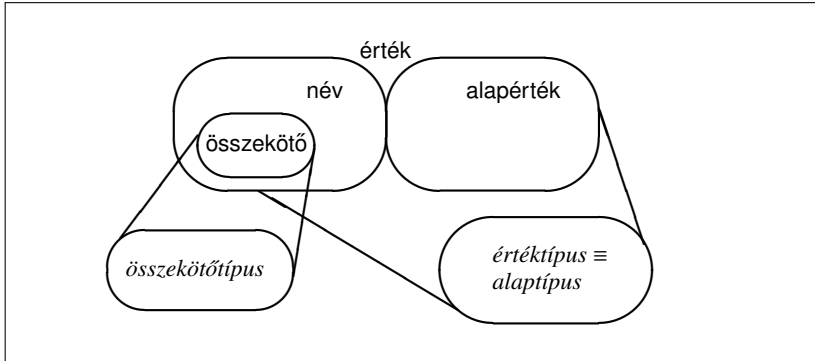 érték
név
alapérték
összekötő
összekötőtípus
értéktípus ≡
alaptípus